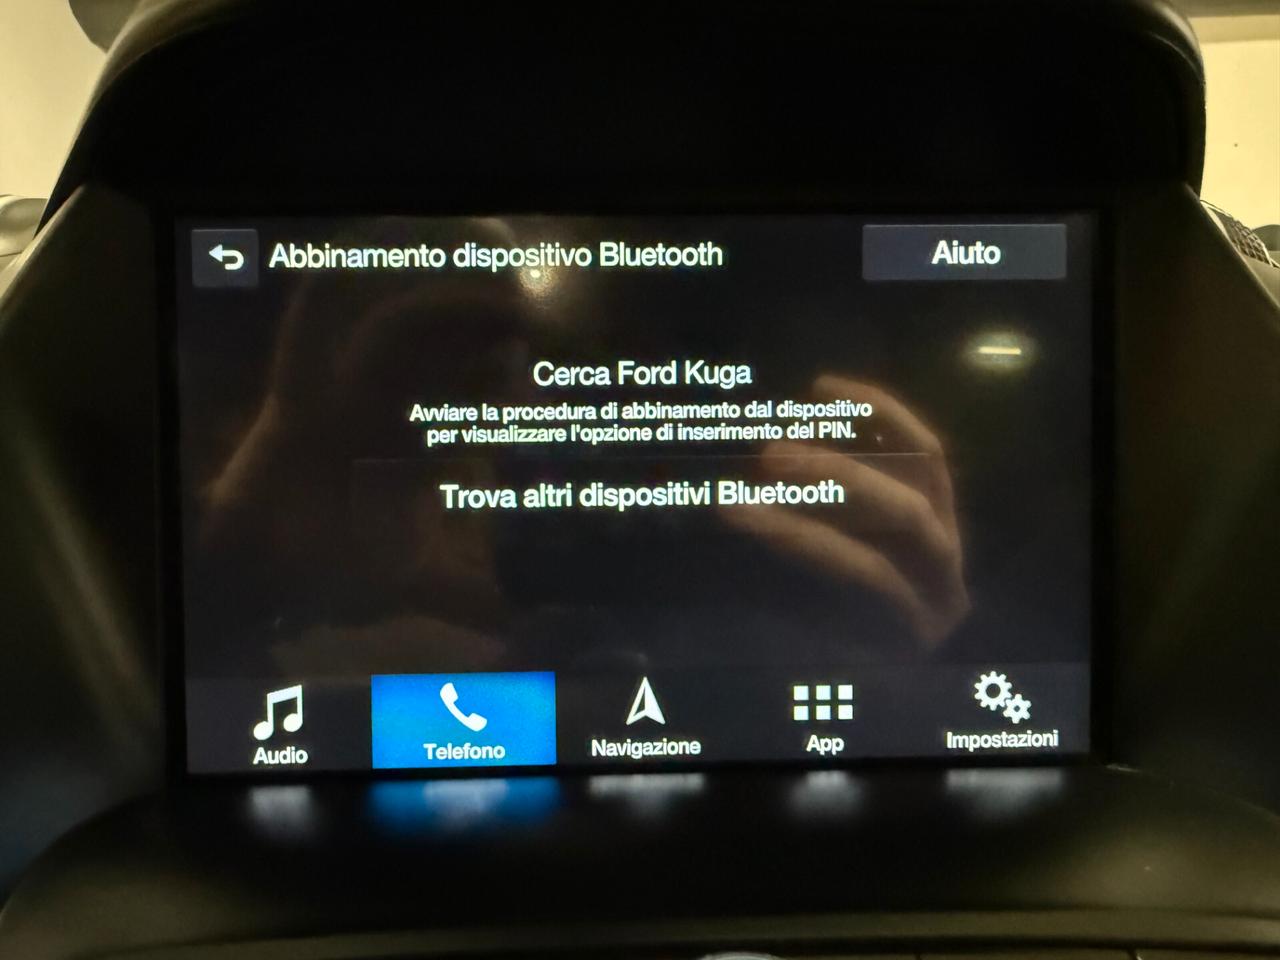 Abbinamento dispositivo Bluetooth
Aiuto
Cerca Ford Kuga
Avviare la procedura di abbinamento dal dispositivo
per visualizzare l'opzione di inserimento del PIN.
Trova altri dispositivi Bluetooth
Audio
Telefono
Navigazione
App
Impostazioni